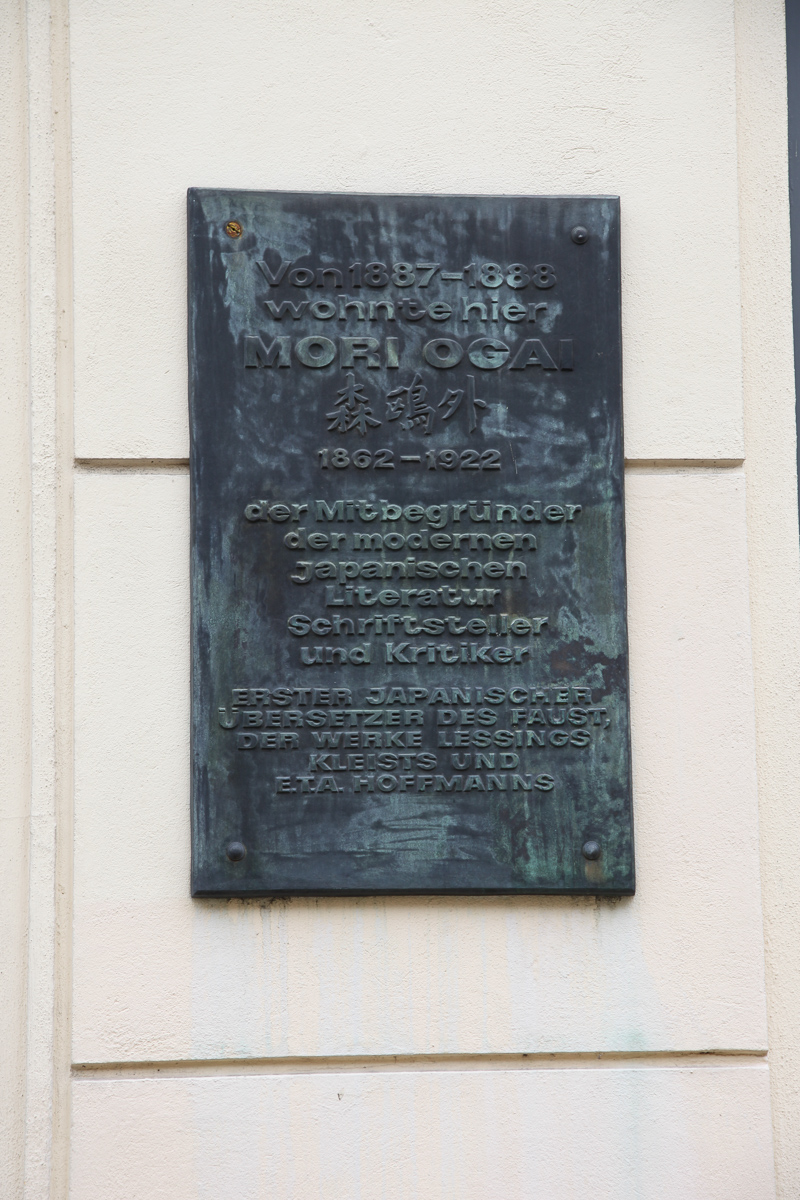 Von 1887–1888
wohnte hier
MORI OGAI
森鷗外
1862–1922
der Mitbegründer
der modernen
japanischen
Literatur
Schriftsteller
und Kritiker
ERSTER JAPANISCHER
ÜBERSETZER DES FAUST,
DER WERKE LESSINGS
KLEISTS UND
E.T.A. HOFFMANNS